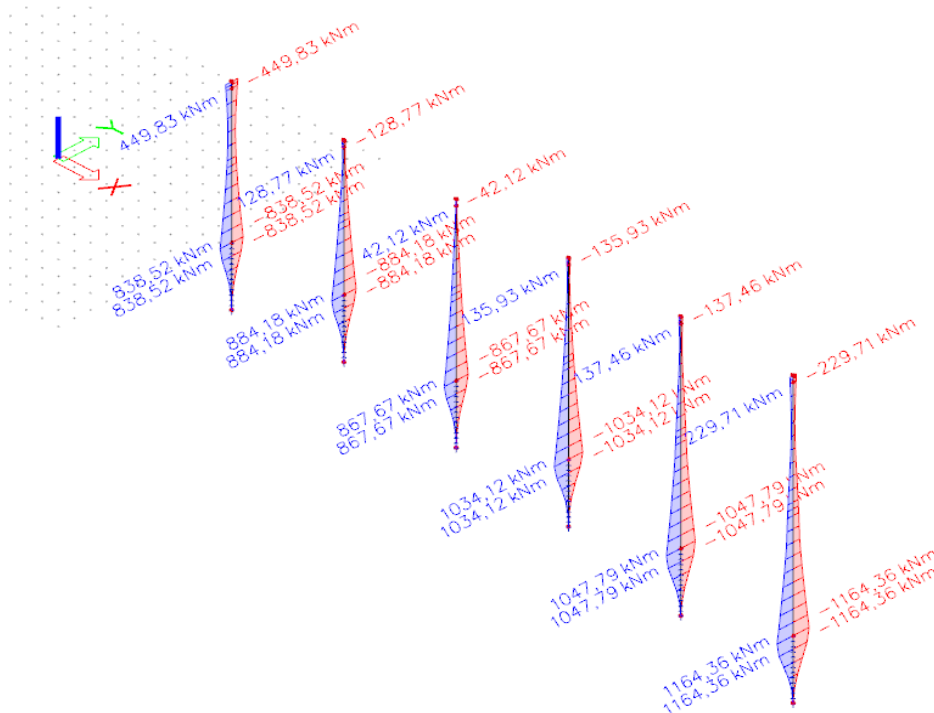 -449,83 kNm
449,83 kNm
Y
X
-838,52 kNm
-838,52 kNm
838,52 kNm
838,52 kNm
-128,77 kNm
128,77 kNm
-884,18 kNm
-884,18 kNm
884,18 kNm
884,18 kNm
-42,12 kNm
42,12 kNm
-867,67 kNm
-867,67 kNm
867,67 kNm
867,67 kNm
-135,93 kNm
135,93 kNm
-1034,12 kNm
-1034,12 kNm
1034,12 kNm
1034,12 kNm
-137,46 kNm
137,46 kNm
-1047,79 kNm
-1047,79 kNm
1047,79 kNm
1047,79 kNm
-229,71 kNm
229,71 kNm
-1164,36 kNm
-1164,36 kNm
1164,36 kNm
1164,36 kNm